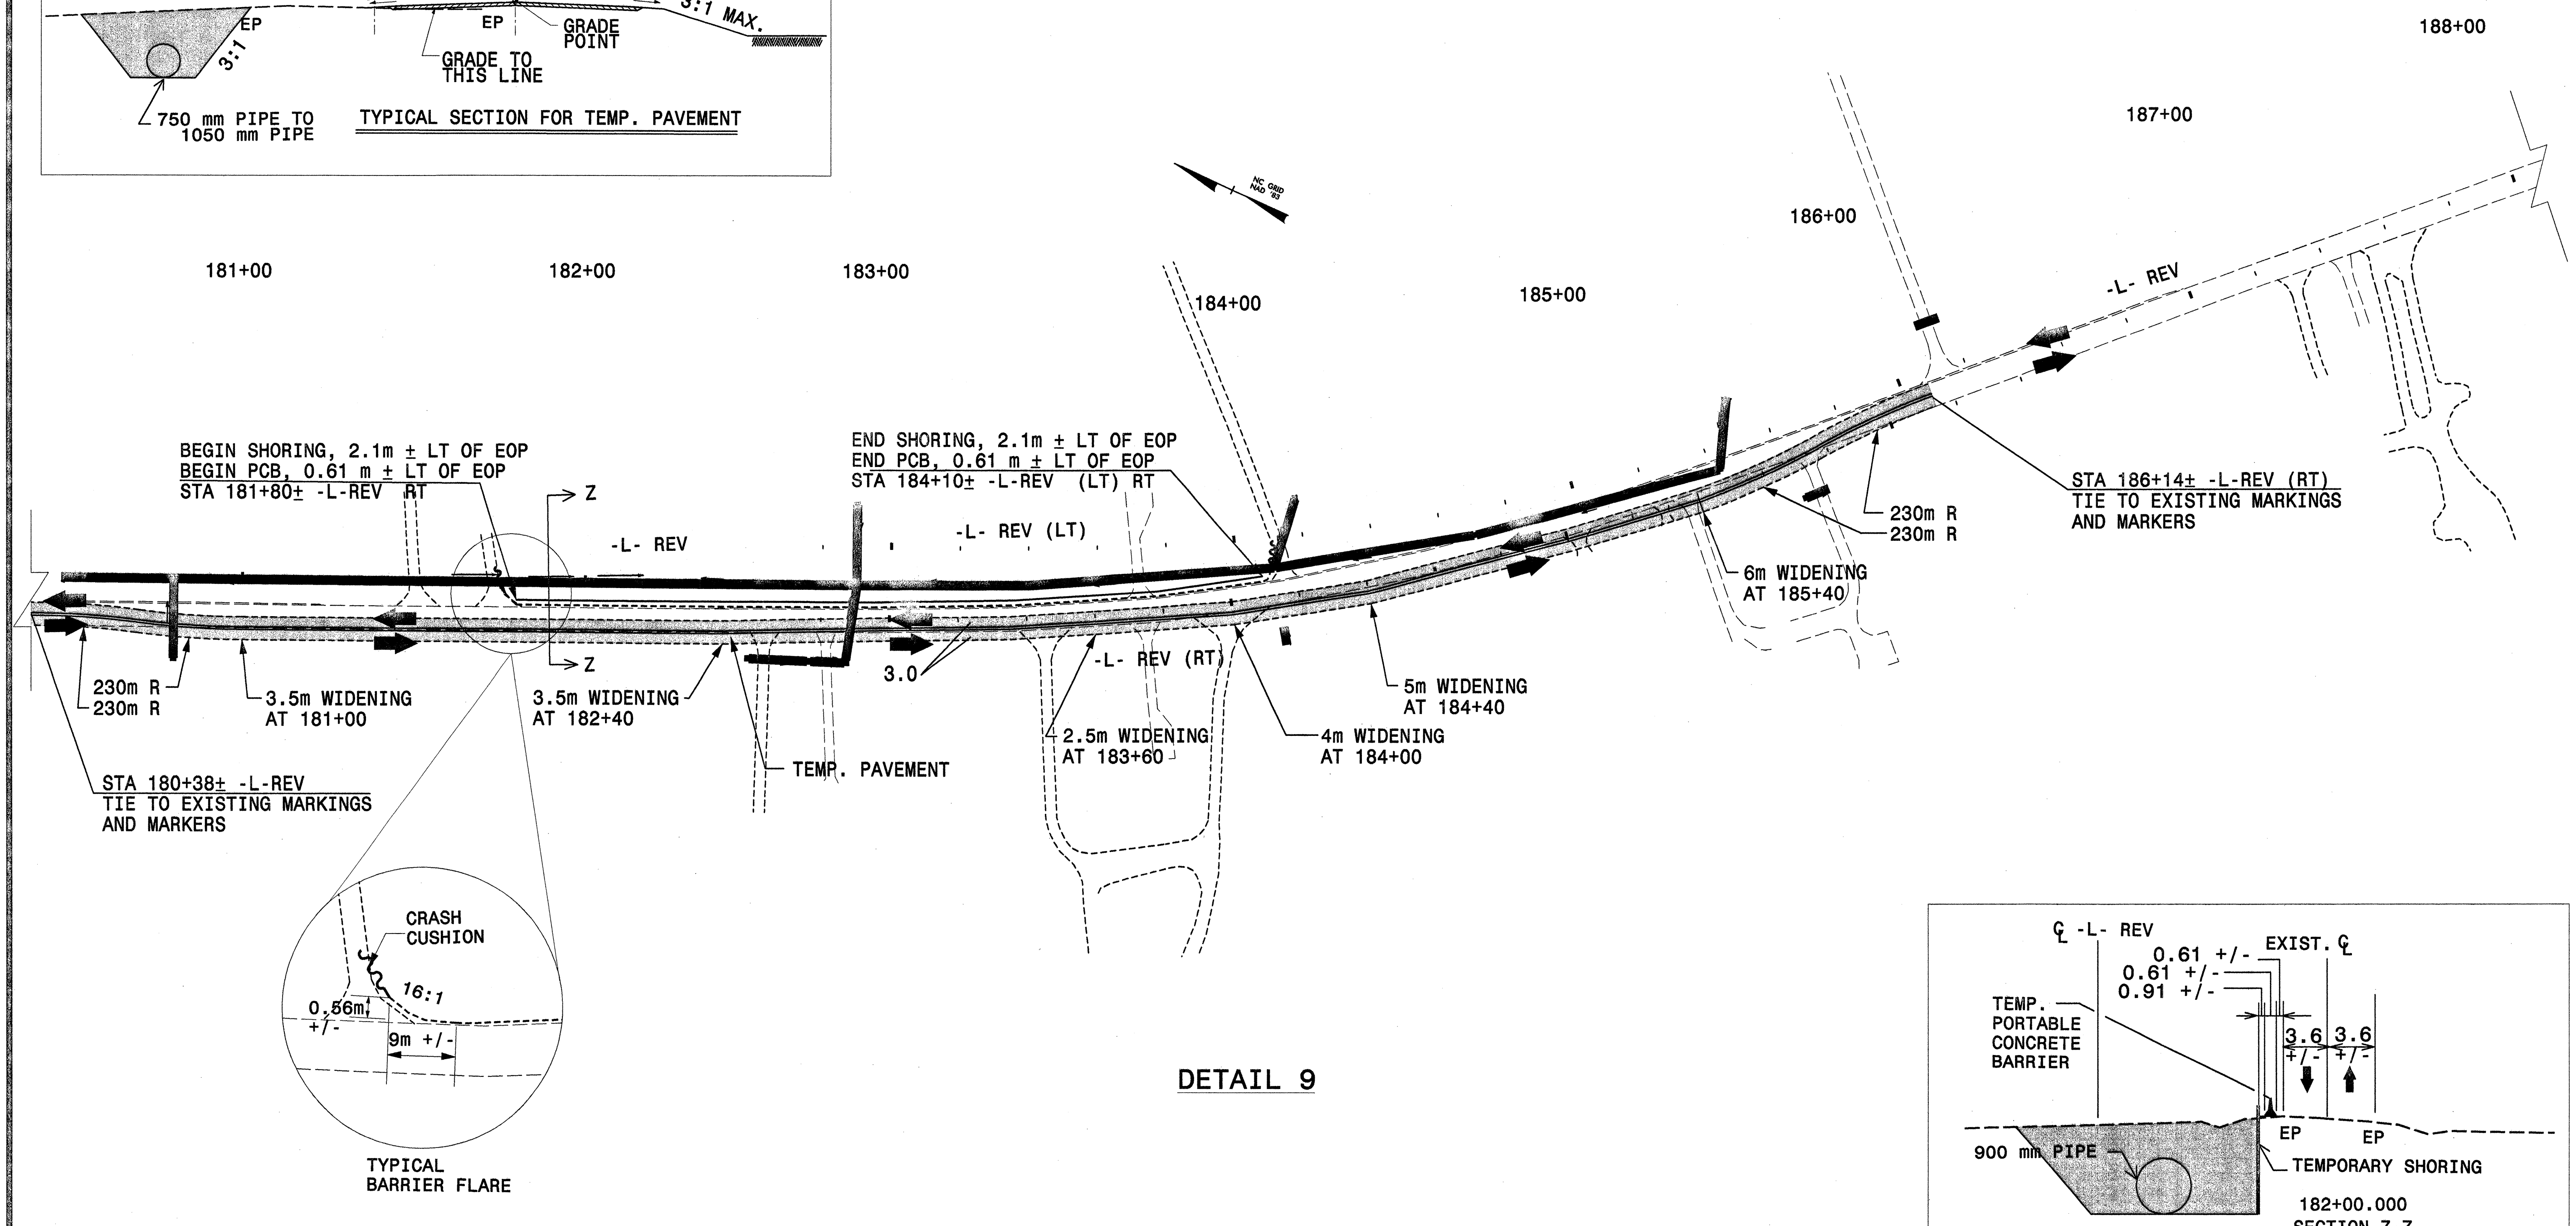 EP
3:1
EP
GRADE
POINT
3:1 MAX.
GRADE TO
THIS LINE
750 mm PIPE TO
1050 mm PIPE
TYPICAL SECTION FOR TEMP. PAVEMENT
188+00
187+00
186+00
NC GRID
NAD '83
181+00
182+00
183+00
184+00
185+00
-L- REV
BEGIN SHORING, 2.1m ± LT OF EOP
BEGIN PCB, 0.61 m ± LT OF EOP
STA 181+80± -L-REV RT
Z
Z
END SHORING, 2.1m ± LT OF EOP
END PCB, 0.61 m ± LT OF EOP
STA 184+10± -L-REV (LT) RT
-L- REV
-L- REV (LT)
STA 186+14± -L-REV (RT)
TIE TO EXISTING MARKINGS
AND MARKERS
230m R
230m R
6m WIDENING
AT 185+40
230m R
230m R
3.5m WIDENING
AT 181+00
3.5m WIDENING
AT 182+40
3.0
-L- REV (RT)
5m WIDENING
AT 184+40
2.5m WIDENING
AT 183+60
4m WIDENING
AT 184+00
TEMP. PAVEMENT
STA 180+38± -L-REV
TIE TO EXISTING MARKINGS
AND MARKERS
CRASH
CUSHION
16:1
0.56m
+/-
9m +/-
TYPICAL
BARRIER FLARE
DETAIL 9
℄ -L- REV
EXIST. ℄
0.61 +/-
0.61 +/-
0.91 +/-
TEMP.
PORTABLE
CONCRETE
BARRIER
3.6
+/-
3.6
+/-
EP
EP
900 mm PIPE
TEMPORARY SHORING
182+00.000
SECTION Z-Z